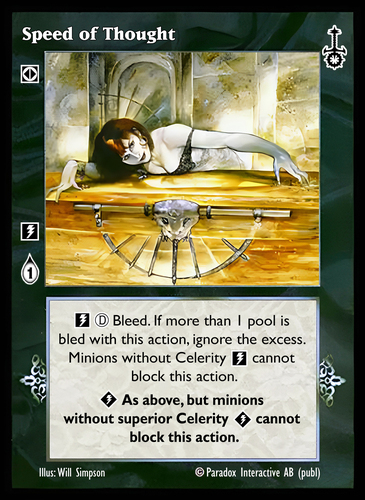 Speed of Thought
1
D Bleed. If more than 1 pool is
bled with this action, ignore the excess.
Minions without Celerity cannot
block this action.
As above, but minions
without superior Celerity cannot
block this action.
Illus: Will Simpson
© Paradox Interactive AB (publ)